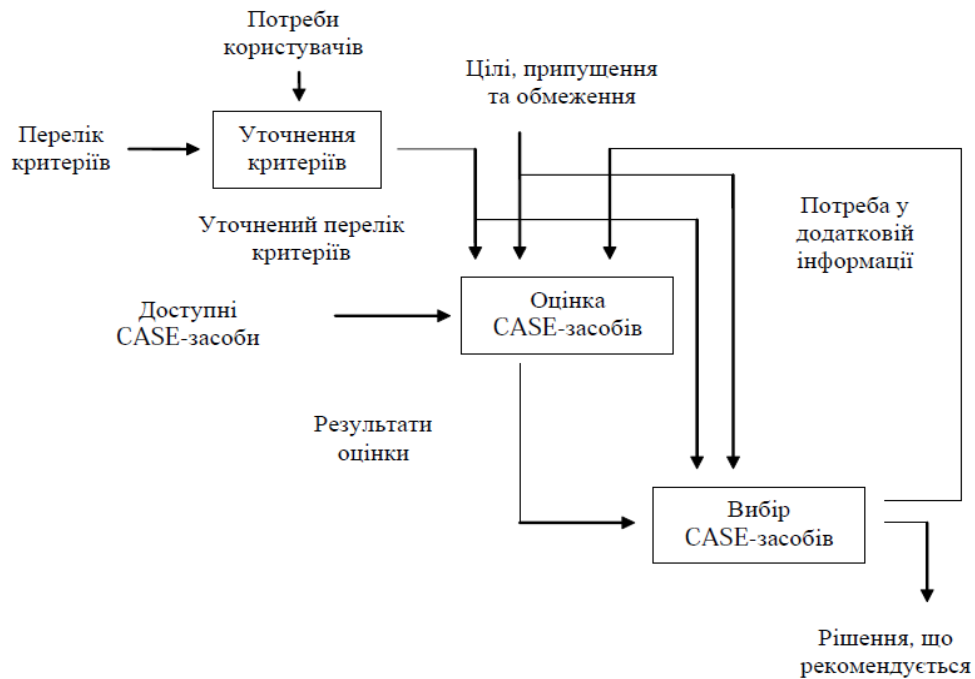 Потреби
користувачів
Цілі, припущення
та обмеження
Перелік
критеріїв
Уточнення
критеріїв
Потреба у
додатковій
інформації
Уточнений перелік
критеріїв
Доступні
CASE-засоби
Оцінка
CASE-засобів
Результати
оцінки
Вибір
CASE-засобів
Рішення, що
рекомендується